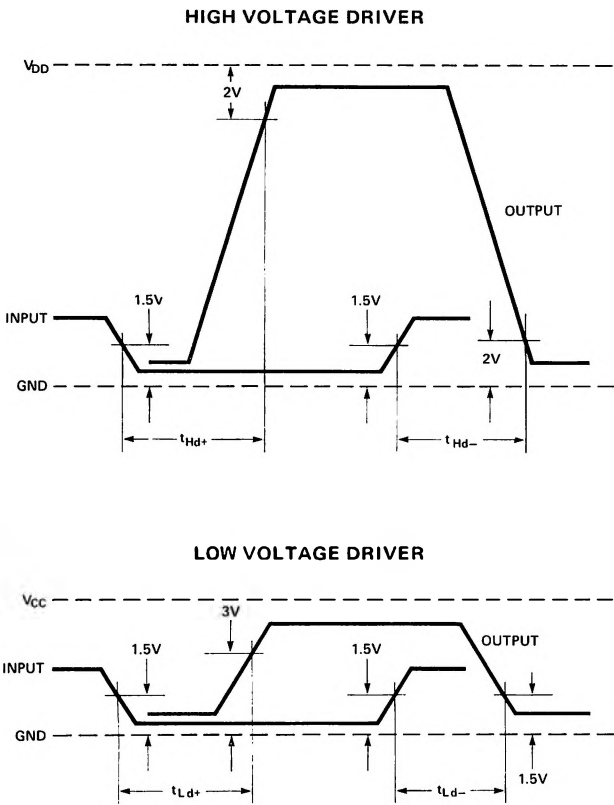 HIGH VOLTAGE DRIVER
VDD
2V
OUTPUT
1.5V
1.5V
INPUT
2V
GND
tHd+
tHd–
LOW VOLTAGE DRIVER
VCC
3V
1.5V
1.5V
OUTPUT
INPUT
GND
1.5V
tLd+
tLd–